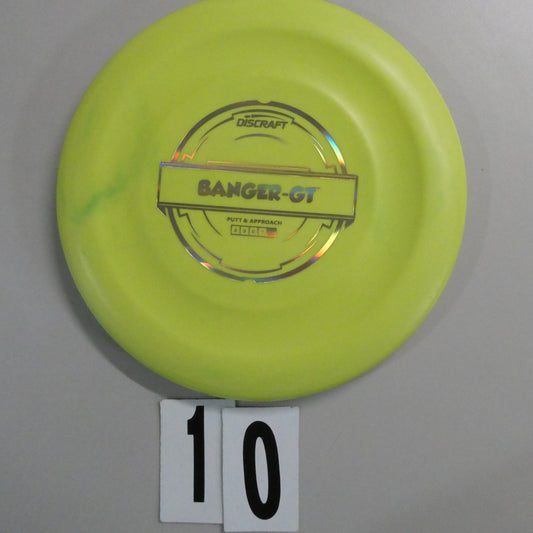 DISCRAFT
BANGER-GT
PUTT & APPROACH
10